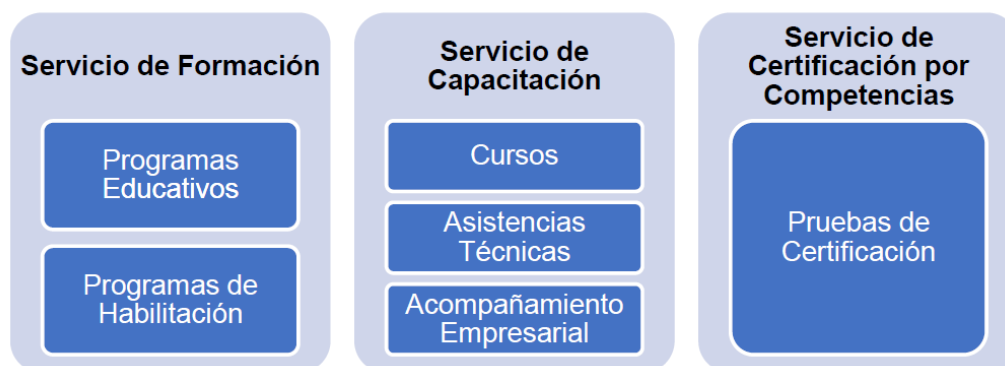 Servicio de Formación
Programas
Educativos
Programas de
Habilitación
Servicio de
Capacitación
Cursos
Asistencias
Técnicas
Acompañamiento
Empresarial
Servicio de
Certificación por
Competencias
Pruebas de
Certificación